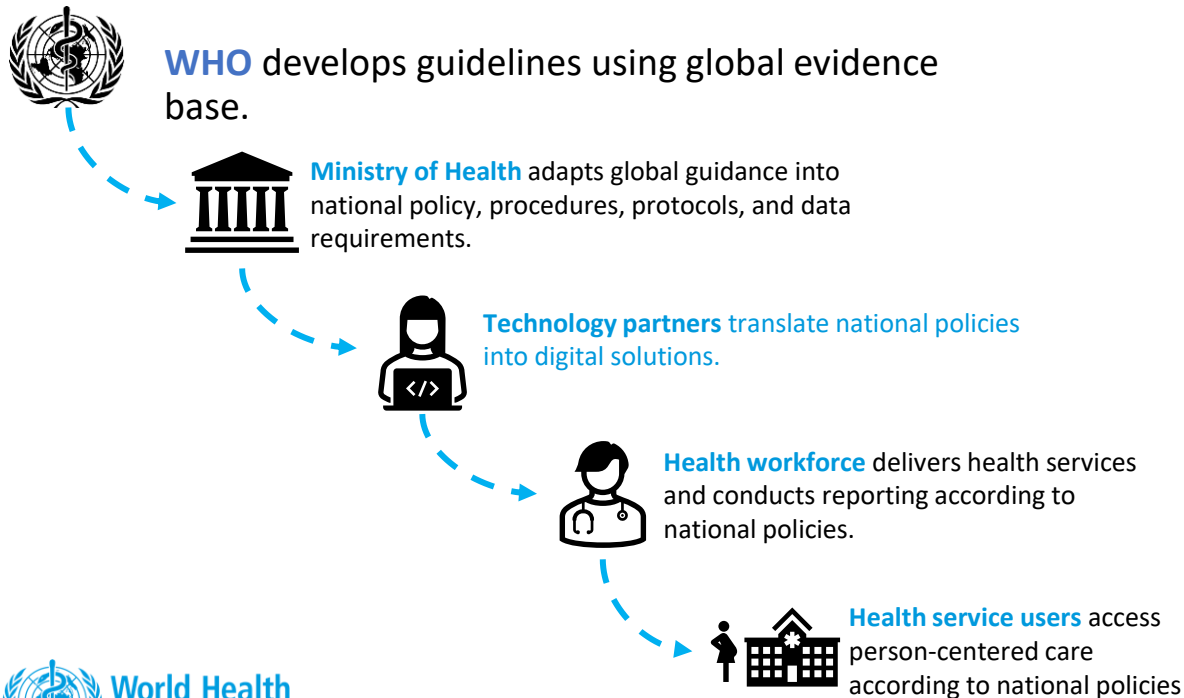 WHO develops guidelines using global evidence
base.
Ministry of Health adapts global guidance into
national policy, procedures, protocols, and data
requirements.
Technology partners translate national policies
into digital solutions.
</>
Health workforce delivers health services
and conducts reporting according to
national policies.
Health service users access
person-centered care
according to national policies
World Health